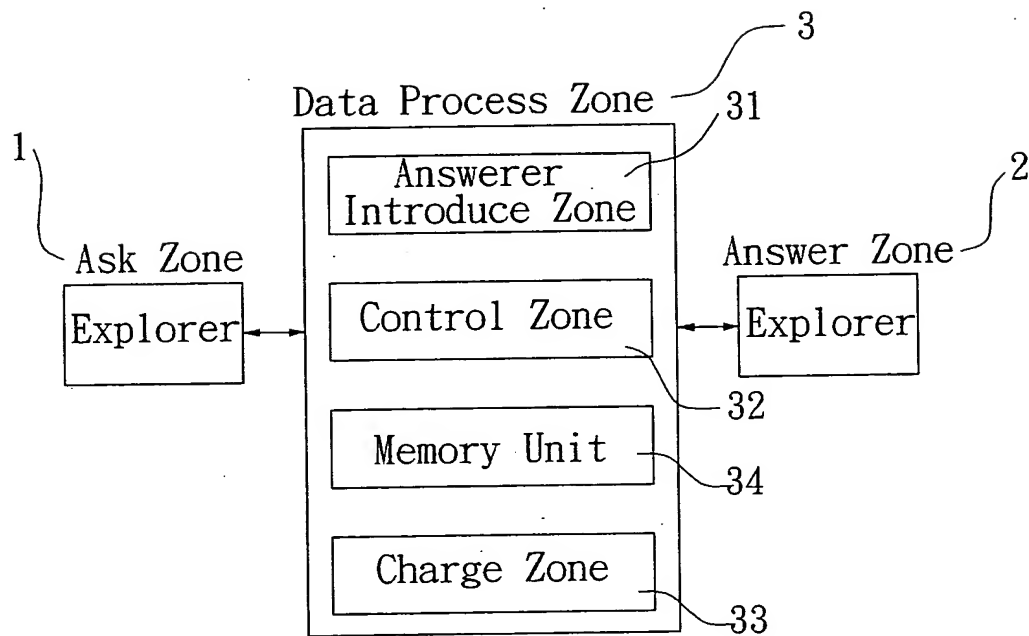 3
Data Process Zone
31
1
Answerer
Introduce Zone
2
Ask Zone
Answer Zone
Explorer
Control Zone
Explorer
32
Memory Unit
34
Charge Zone
33